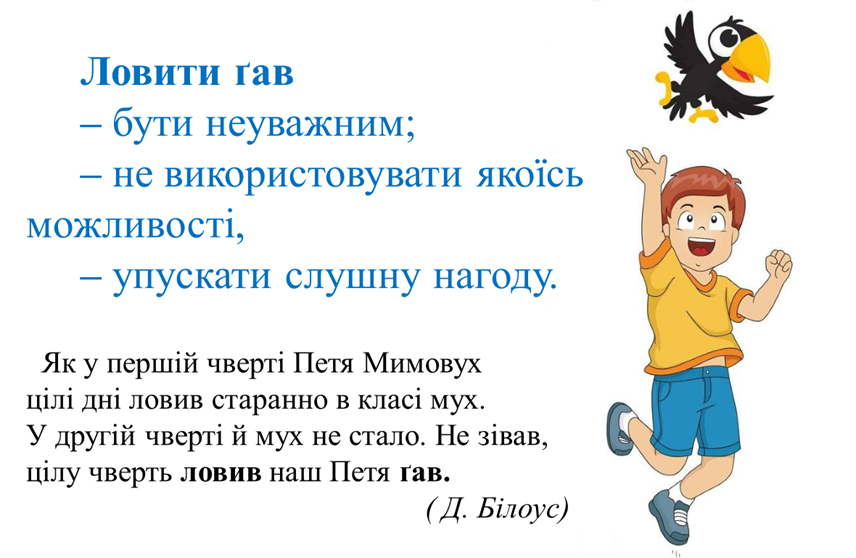 Ловити ґав
– бути неуважним;
– не використовувати якоїсь
можливості,
– упускати слушну нагоду.
Як у першій чверті Петя Мимовух
цілі дні ловив старанно в класі мух.
У другій чверті й мух не стало. Не зівав,
цілу чверть ловив наш Петя ґав.
( Д. Білоус)